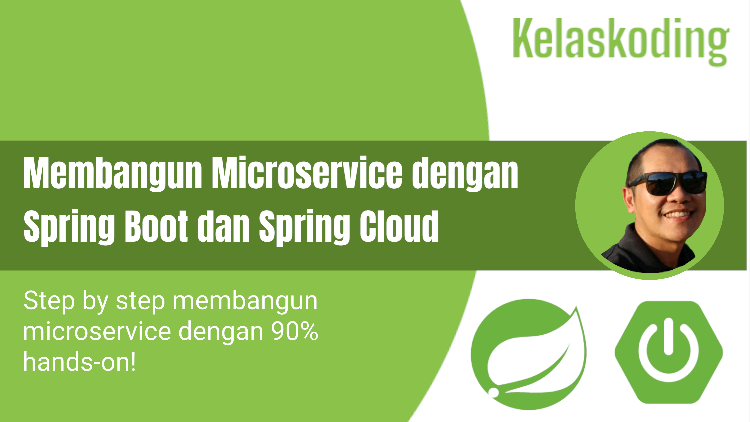 Kelaskoding
Membangun Microservice dengan
Spring Boot dan Spring Cloud
Step by step membangun
microservice dengan 90%
hands-on!